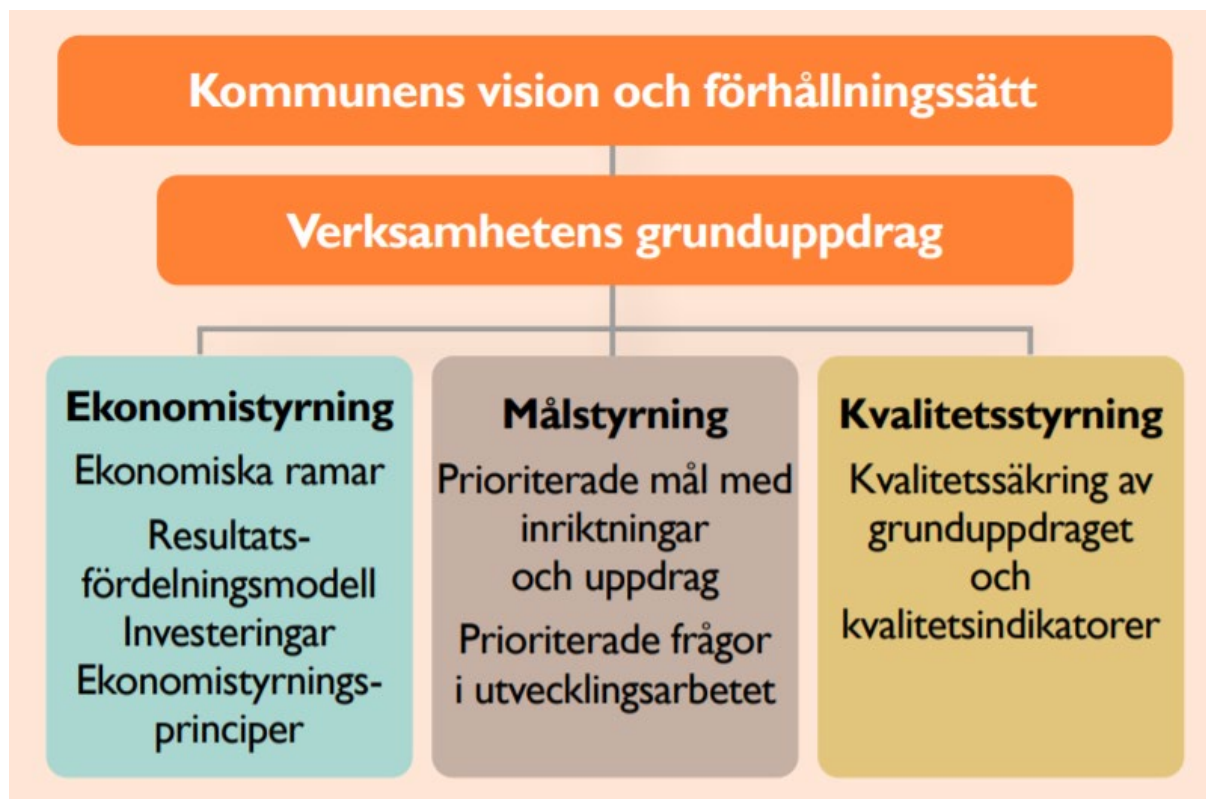 Kommunens vision och förhållningssätt
Verksamhetens grunduppdrag
Ekonomistyrning
Ekonomiska ramar
Resultats-
fördelningsmodell
Investeringar
Ekonomistyrnings-
principer
Målstyrning
Prioriterade mål med
inriktningar
och uppdrag
Prioriterade frågor
i utvecklingsarbetet
Kvalitetsstyrning
Kvalitetssäkring av
grunduppdraget
och
kvalitetsindikatorer